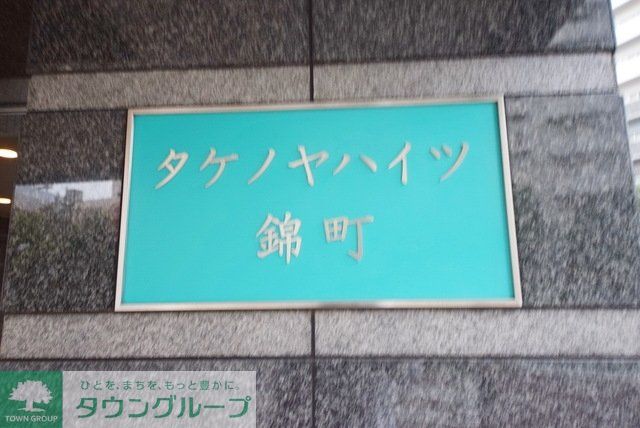 タケノヤハイツ
錦町
ひとを、まちを、もっと豊かに。
タウングループ
TOWN GROUP